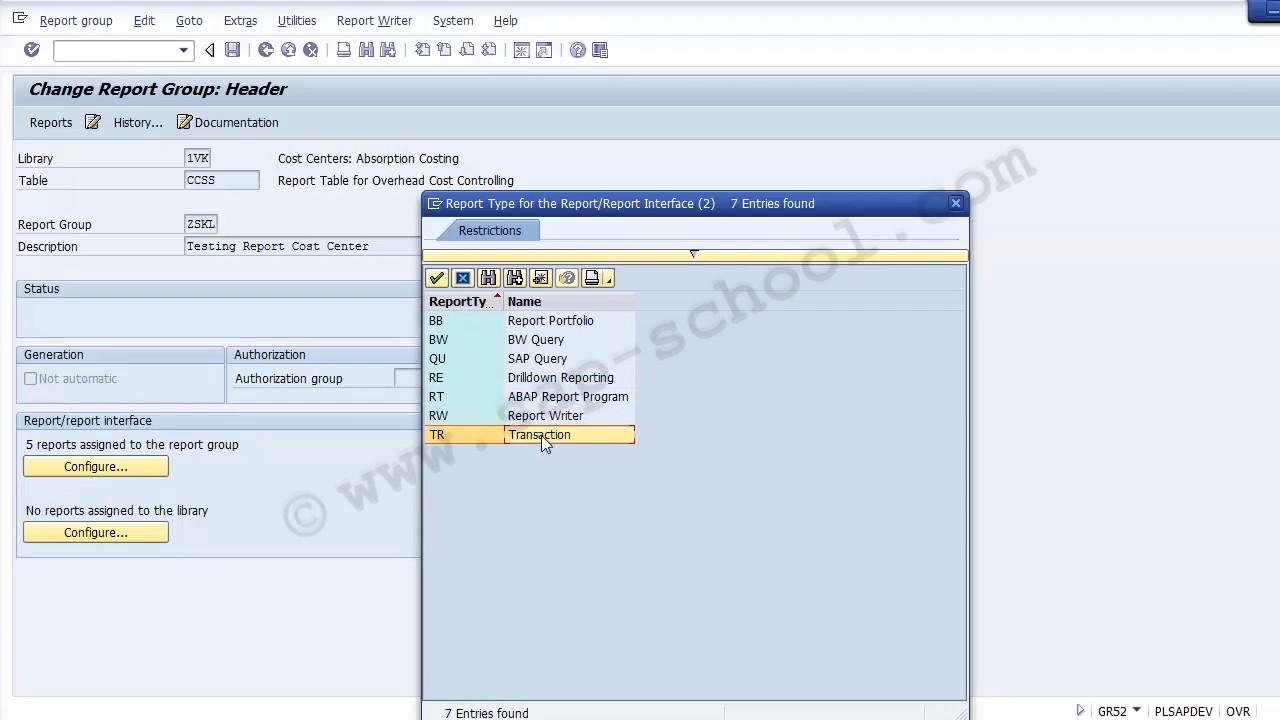 Report group Edit Goto Extras Utilities Report Writer System Help
Change Report Group: Header
Reports History... Documentation
Library 1VK Cost Centers: Absorption Costing
Table CCSS Report Table for Overhead Cost Controlling
Report Group ZSKL
Description Testing Report Cost Center
Status
Generation Authorization
Not automatic Authorization group
Report/report interface
5 reports assigned to the report group
Configure...
No reports assigned to the library
Configure...
Report Type for the Report/Report Interface (2) 7 Entries found
Restrictions
ReportTy... Name
BB Report Portfolio
BW BW Query
QU SAP Query
RE Drilldown Reporting
RT ABAP Report Program
RW Report Writer
TR Transaction
7 Entries found
© www.sap-school.com
GR52 PLSAPDEV OVR